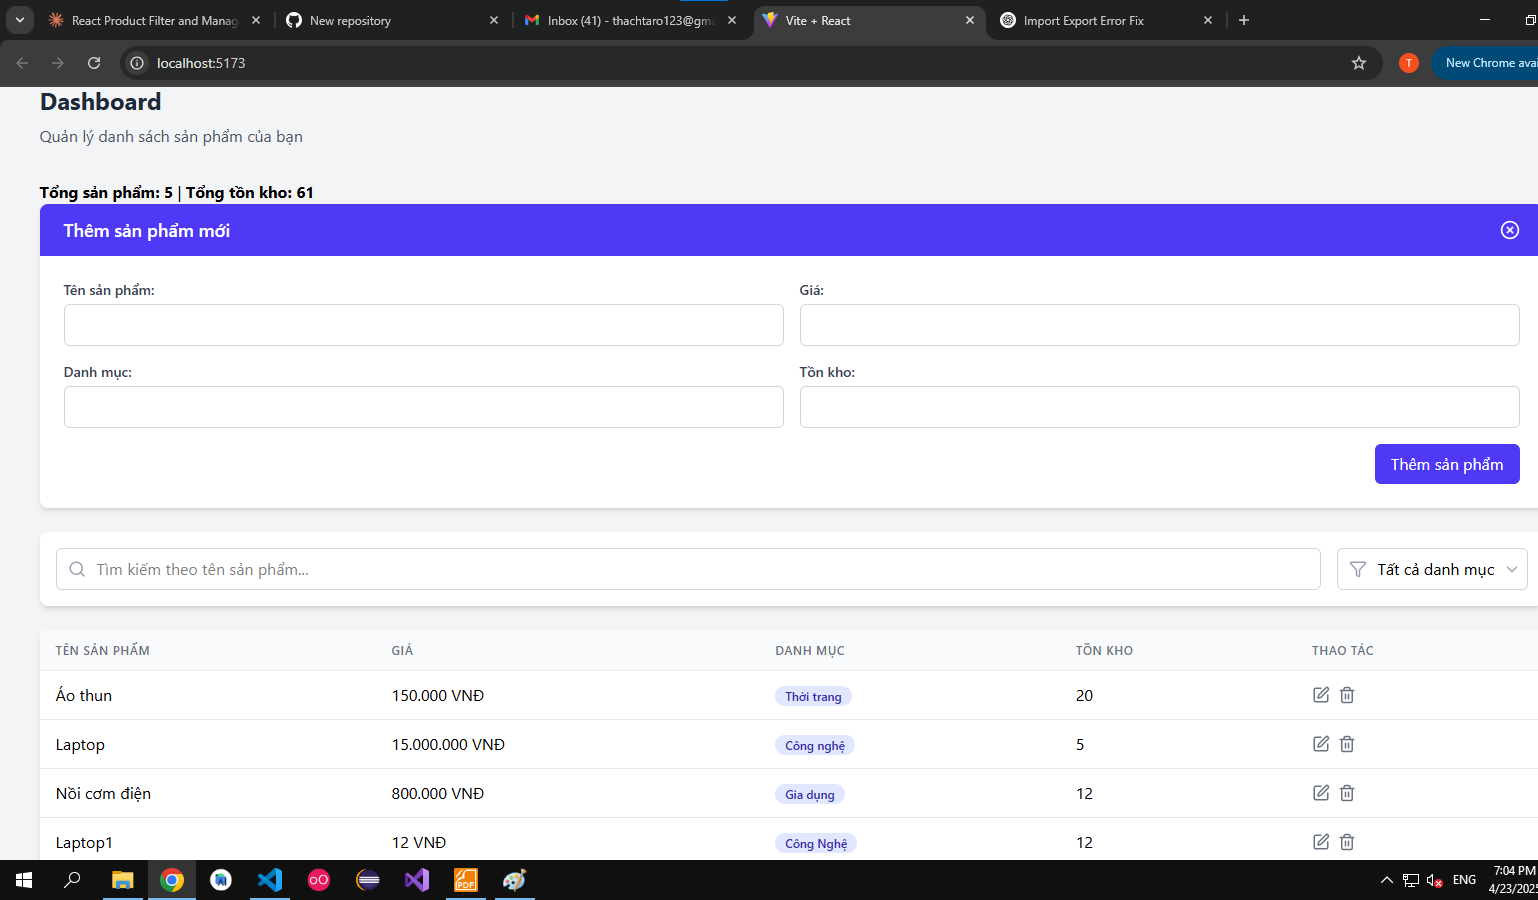 React Product Filter and Manag
New repository
Inbox (41) - thachtaro123@gma
Vite + React
Import Export Error Fix
localhost:5173
T
New Chrome avai
Dashboard
Quản lý danh sách sản phẩm của bạn
Tổng sản phẩm: 5 | Tổng tồn kho: 61
Thêm sản phẩm mới
Tên sản phẩm:
Giá:
Danh mục:
Tồn kho:
Thêm sản phẩm
Tìm kiếm theo tên sản phẩm...
Tất cả danh mục
TÊN SẢN PHẨM GIÁ DANH MỤC TỒN KHO THAO TÁC
Áo thun 150.000 VNĐ Thời trang 20
Laptop 15.000.000 VNĐ Công nghệ 5
Nồi cơm điện 800.000 VNĐ Gia dụng 12
Laptop1 12 VNĐ Công Nghệ 12
PDF
ENG
7:04 PM
4/23/2025